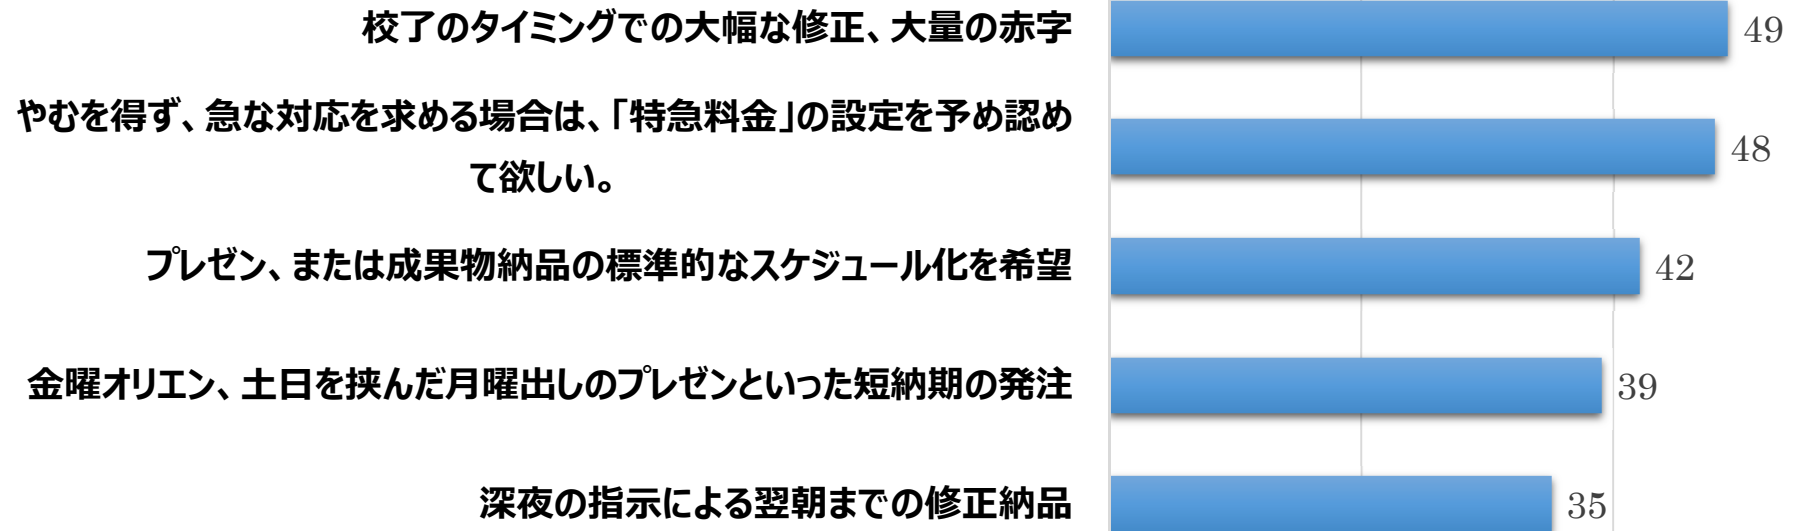 校了のタイミングでの大幅な修正、大量の赤字
49
やむを得ず、急な対応を求める場合は、「特急料金」の設定を予め認め
て欲しい。
48
プレゼン、または成果物納品の標準的なスケジュール化を希望
42
金曜オリエン、土日を挟んだ月曜出しのプレゼンといった短納期の発注
39
深夜の指示による翌朝までの修正納品
35